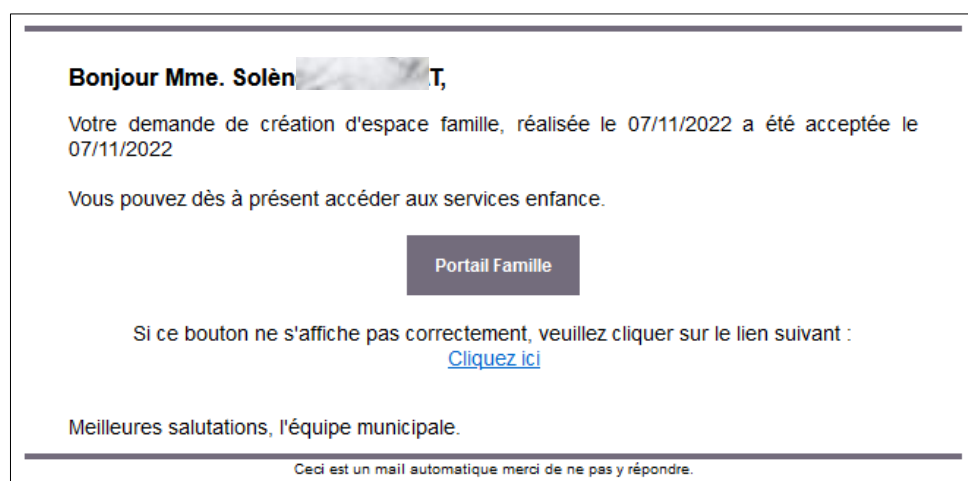 Bonjour Mme. Solèn T,
Votre demande de création d'espace famille, réalisée le 07/11/2022 a été acceptée le
07/11/2022
Vous pouvez dès à présent accéder aux services enfance.
Portail Famille
Si ce bouton ne s'affiche pas correctement, veuillez cliquer sur le lien suivant :
Cliquez ici
Meilleures salutations, l'équipe municipale.
Ceci est un mail automatique merci de ne pas y répondre.